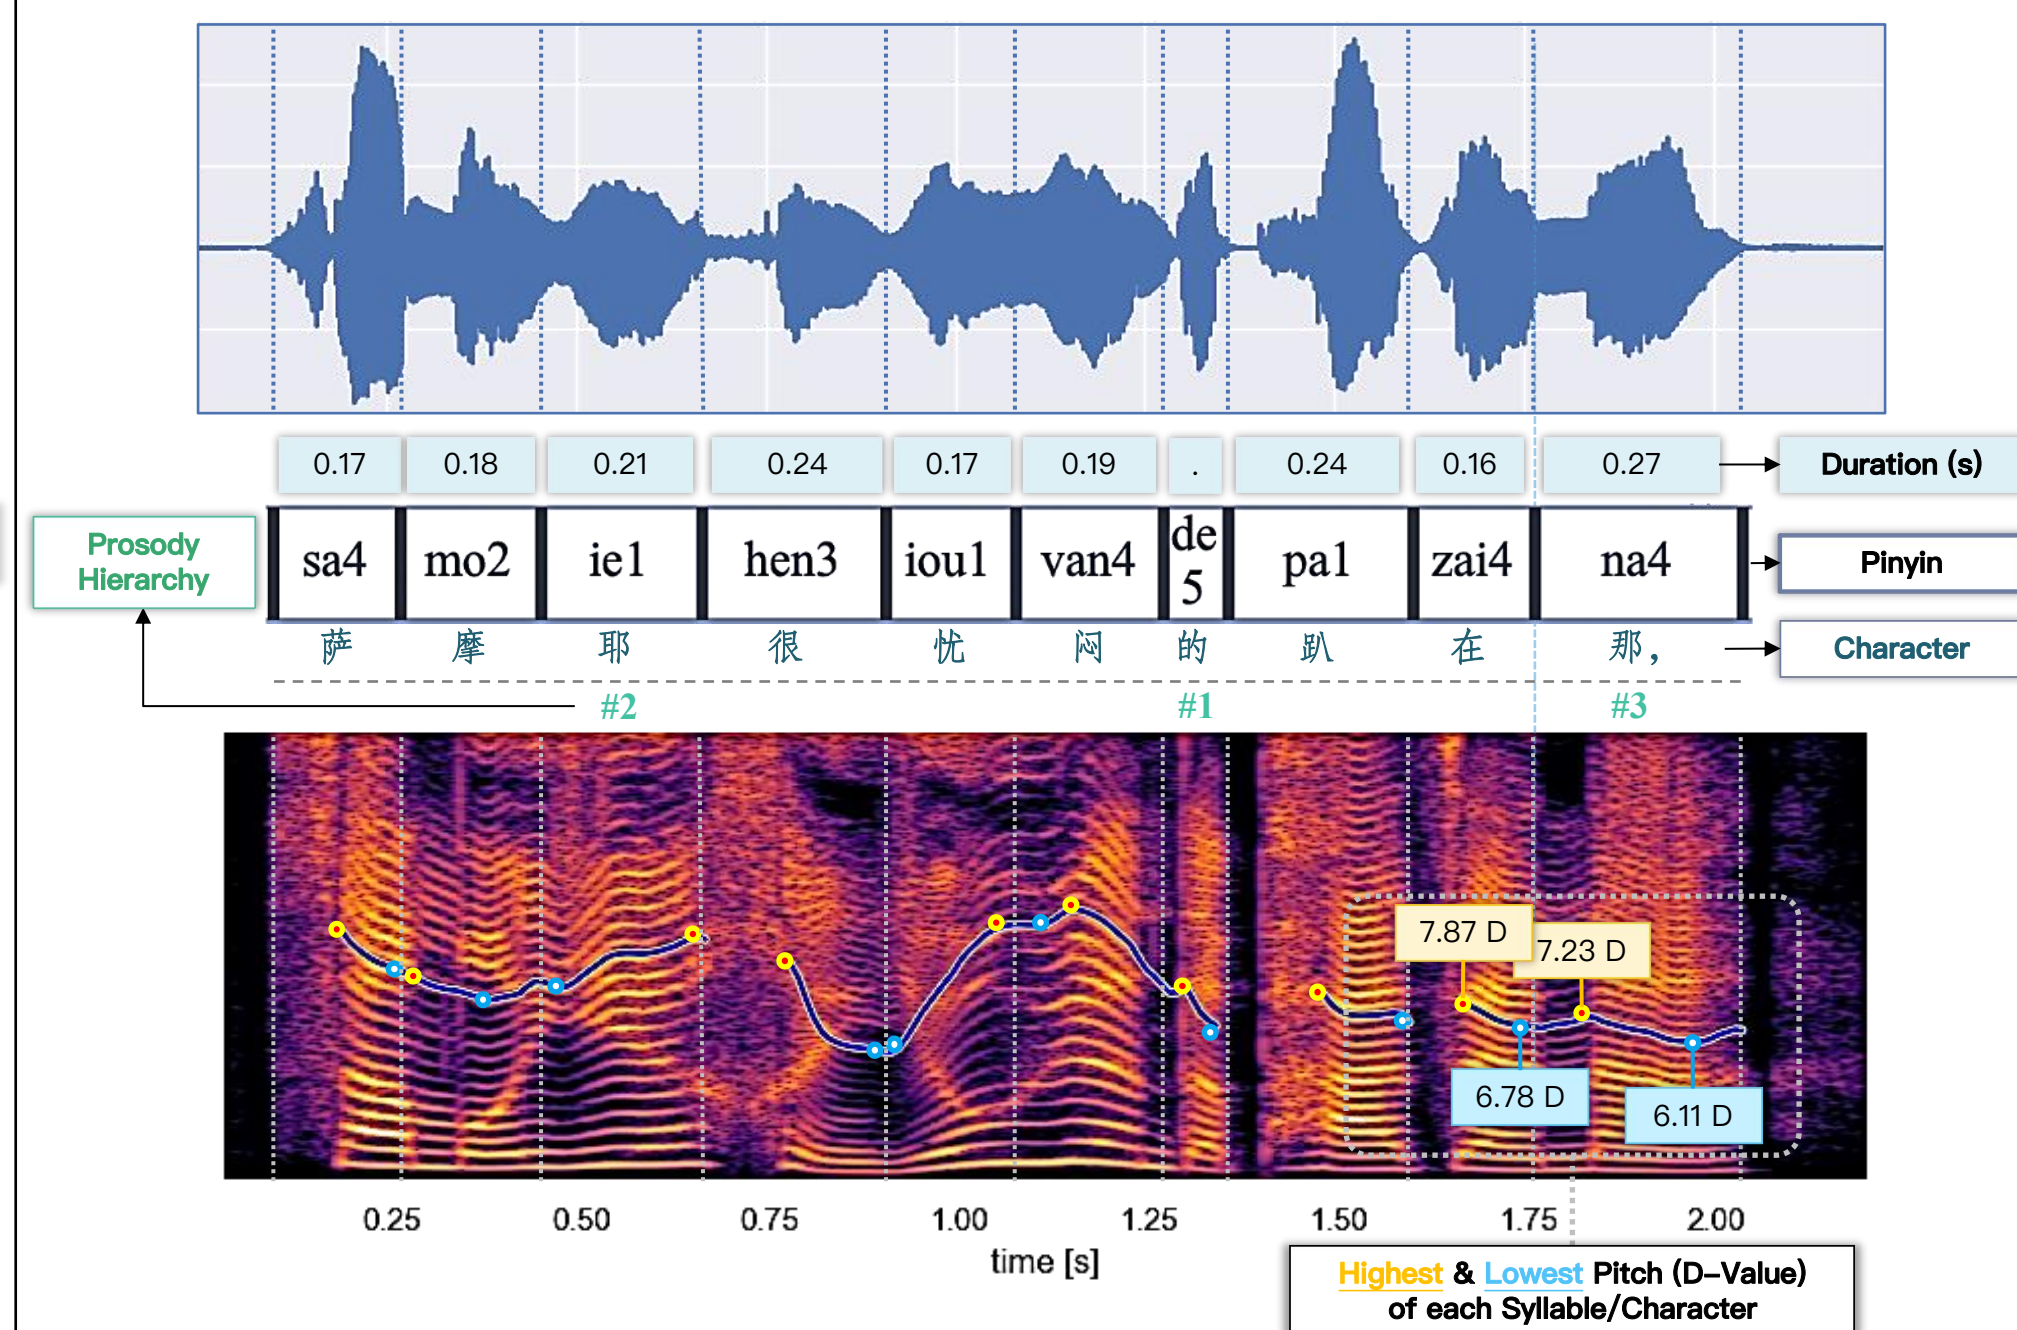 0.17 0.18 0.21 0.24 0.17 0.19 . 0.24 0.16 0.27 Duration (s)
Prosody
Hierarchy
sa4 mo2 ie1 hen3 iou1 van4 de 5 pa1 zai4 na4 Pinyin
萨 摩 耶 很 忧 闷 的 趴 在 那， Character
#2 #1 #3
7.87 D
7.23 D
6.78 D
6.11 D
0.25 0.50 0.75 1.00 1.25 1.50 1.75 2.00
time [s]
Highest & Lowest Pitch (D-Value)
of each Syllable/Character